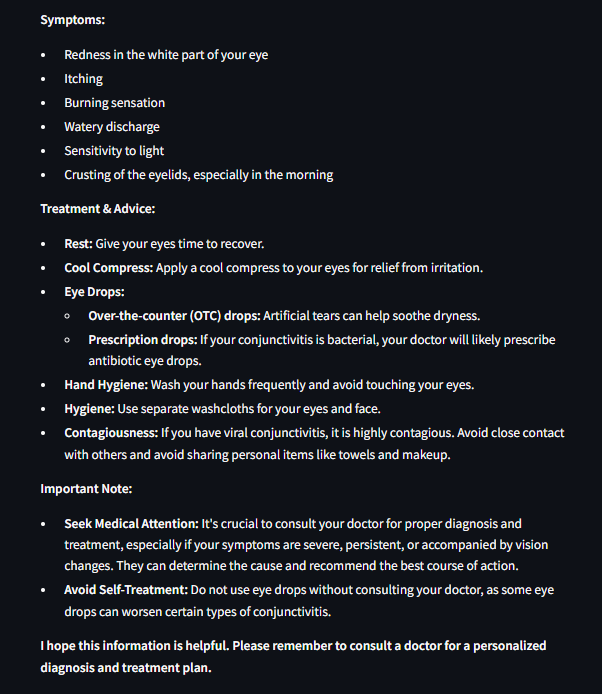 Symptoms:
• Redness in the white part of your eye
• Itching
• Burning sensation
• Watery discharge
• Sensitivity to light
• Crusting of the eyelids, especially in the morning
Treatment & Advice:
• Rest: Give your eyes time to recover.
• Cool Compress: Apply a cool compress to your eyes for relief from irritation.
• Eye Drops:
○ Over-the-counter (OTC) drops: Artificial tears can help soothe dryness.
○ Prescription drops: If your conjunctivitis is bacterial, your doctor will likely prescribe
antibiotic eye drops.
• Hand Hygiene: Wash your hands frequently and avoid touching your eyes.
• Hygiene: Use separate washcloths for your eyes and face.
• Contagiousness: If you have viral conjunctivitis, it is highly contagious. Avoid close contact
with others and avoid sharing personal items like towels and makeup.
Important Note:
• Seek Medical Attention: It's crucial to consult your doctor for proper diagnosis and
treatment, especially if your symptoms are severe, persistent, or accompanied by vision
changes. They can determine the cause and recommend the best course of action.
• Avoid Self-Treatment: Do not use eye drops without consulting your doctor, as some eye
drops can worsen certain types of conjunctivitis.
I hope this information is helpful. Please remember to consult a doctor for a personalized
diagnosis and treatment plan.